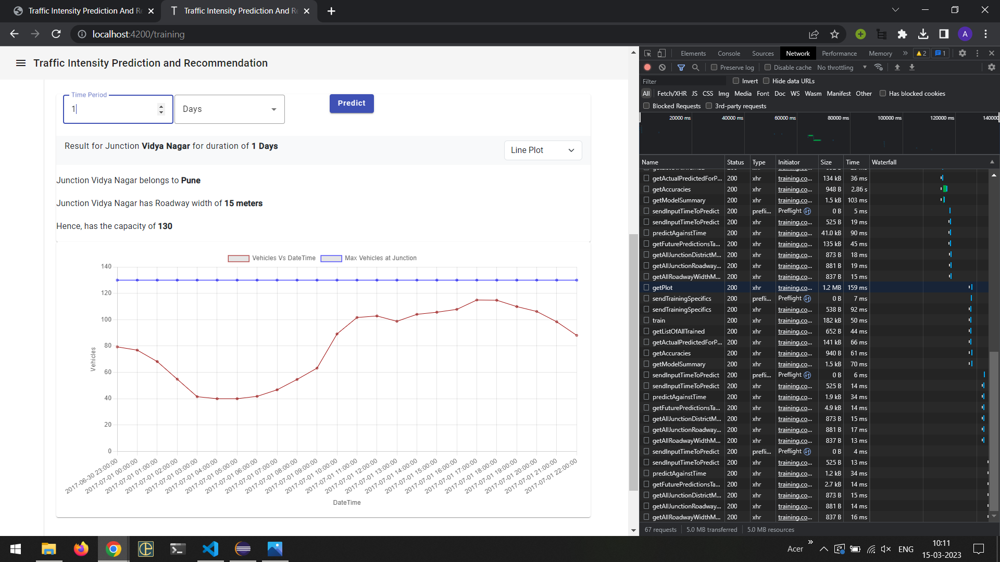 Traffic Intensity Prediction And Re
Traffic Intensity Prediction And Re
localhost:4200/training
A
Traffic Intensity Prediction and Recommendation
Time Period
1
Days
Predict
Result for Junction Vidya Nagar for duration of 1 Days
Line Plot
Junction Vidya Nagar belongs to Pune
Junction Vidya Nagar has Roadway width of 15 meters
Hence, has the capacity of 130
Vehicles Vs DateTime Max Vehicles at Junction
140
120
100
80
60
40
20
0
Vehicles
2017-06-30 23:00:00
2017-07-01 00:00:00
2017-07-01 01:00:00
2017-07-01 02:00:00
2017-07-01 03:00:00
2017-07-01 04:00:00
2017-07-01 05:00:00
2017-07-01 06:00:00
2017-07-01 07:00:00
2017-07-01 08:00:00
2017-07-01 09:00:00
2017-07-01 10:00:00
2017-07-01 11:00:00
2017-07-01 12:00:00
2017-07-01 13:00:00
2017-07-01 14:00:00
2017-07-01 15:00:00
2017-07-01 16:00:00
2017-07-01 17:00:00
2017-07-01 18:00:00
2017-07-01 19:00:00
2017-07-01 20:00:00
2017-07-01 21:00:00
2017-07-01 22:00:00
DateTime
Elements Console Sources Network Performance Memory » 2 1
Preserve log Disable cache No throttling
Filter Invert Hide data URLs
All Fetch/XHR JS CSS Img Media Font Doc WS Wasm Manifest Other Has blocked cookies
Blocked Requests 3rd-party requests
20000 ms 40000 ms 60000 ms 80000 ms 100000 ms 120000 ms 140000
Name Status Type Initiator Size Time Waterfall
getActualPredictedForP... 200 xhr training.co... 134 kB 36 ms
getAccuracies 200 xhr training.co... 948 B 2.86 s
getModelSummary 200 xhr training.co... 1.5 kB 103 ms
sendInputTimeToPredict 200 prefli... Preflight 0 B 5 ms
sendInputTimeToPredict 200 xhr training.co... 525 B 19 ms
predictAgainstTime 200 xhr training.co... 41.0 kB 90 ms
getFuturePredictionsTa... 200 xhr training.co... 135 kB 45 ms
getAllJunctionDistrictM... 200 xhr training.co... 873 B 18 ms
getAllJunctionRoadway... 200 xhr training.co... 881 B 19 ms
getAllRoadwayWidthM... 200 xhr training.co... 837 B 15 ms
getPlot 200 xhr training.co... 1.2 MB 159 ms
sendTrainingSpecifics 200 prefli... Preflight 0 B 7 ms
sendTrainingSpecifics 200 xhr training.co... 538 B 92 ms
train 200 xhr training.co... 182 kB 50 ms
getListOfAllTrained 200 xhr training.co... 652 B 44 ms
getActualPredictedForP... 200 xhr training.co... 141 kB 66 ms
getAccuracies 200 xhr training.co... 940 B 61 ms
getModelSummary 200 xhr training.co... 1.5 kB 70 ms
sendInputTimeToPredict 200 prefli... Preflight 0 B 6 ms
sendInputTimeToPredict 200 xhr training.co... 525 B 14 ms
predictAgainstTime 200 xhr training.co... 1.9 kB 34 ms
getFuturePredictionsTa... 200 xhr training.co... 4.9 kB 14 ms
getAllJunctionDistrictM... 200 xhr training.co... 873 B 15 ms
getAllJunctionRoadway... 200 xhr training.co... 881 B 17 ms
getAllRoadwayWidthM... 200 xhr training.co... 837 B 13 ms
sendInputTimeToPredict 200 prefli... Preflight 0 B 4 ms
sendInputTimeToPredict 200 xhr training.co... 525 B 13 ms
predictAgainstTime 200 xhr training.co... 1.2 kB 34 ms
getFuturePredictionsTa... 200 xhr training.co... 2.7 kB 14 ms
getAllJunctionDistrictM... 200 xhr training.co... 873 B 15 ms
getAllJunctionRoadway... 200 xhr training.co... 881 B 14 ms
getAllRoadwayWidthM... 200 xhr training.co... 837 B 16 ms
67 requests 5.0 MB transferred 5.0 MB resources
Acer » ENG
10:11
15-03-2023